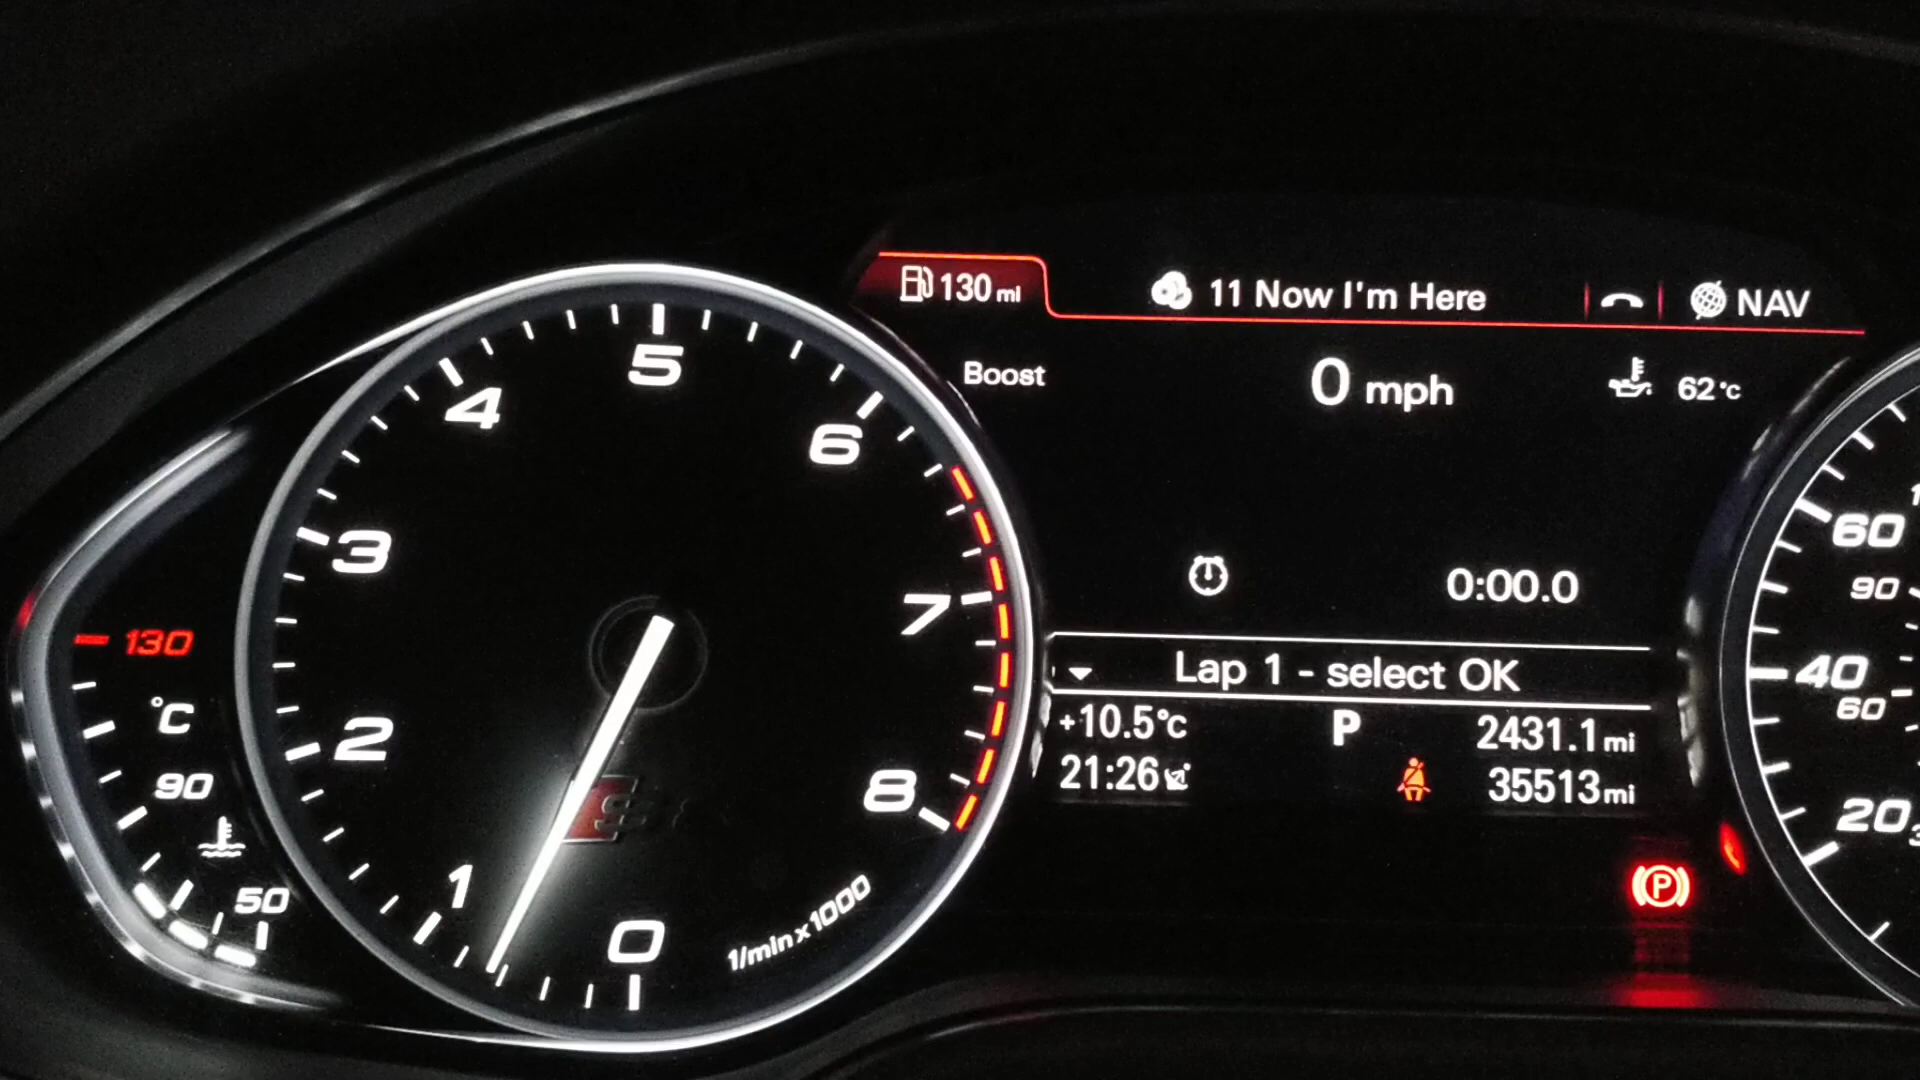 130 mi
11 Now I'm Here
NAV
Boost
0 mph
62°C
0:00.0
Lap 1 - select OK
+10.5°C
P
2431.1 mi
21:26
35513 mi
P
0
1
2
3
4
5
6
7
8
1/min x 1000
130
°C
90
50
60
90
40
60
20